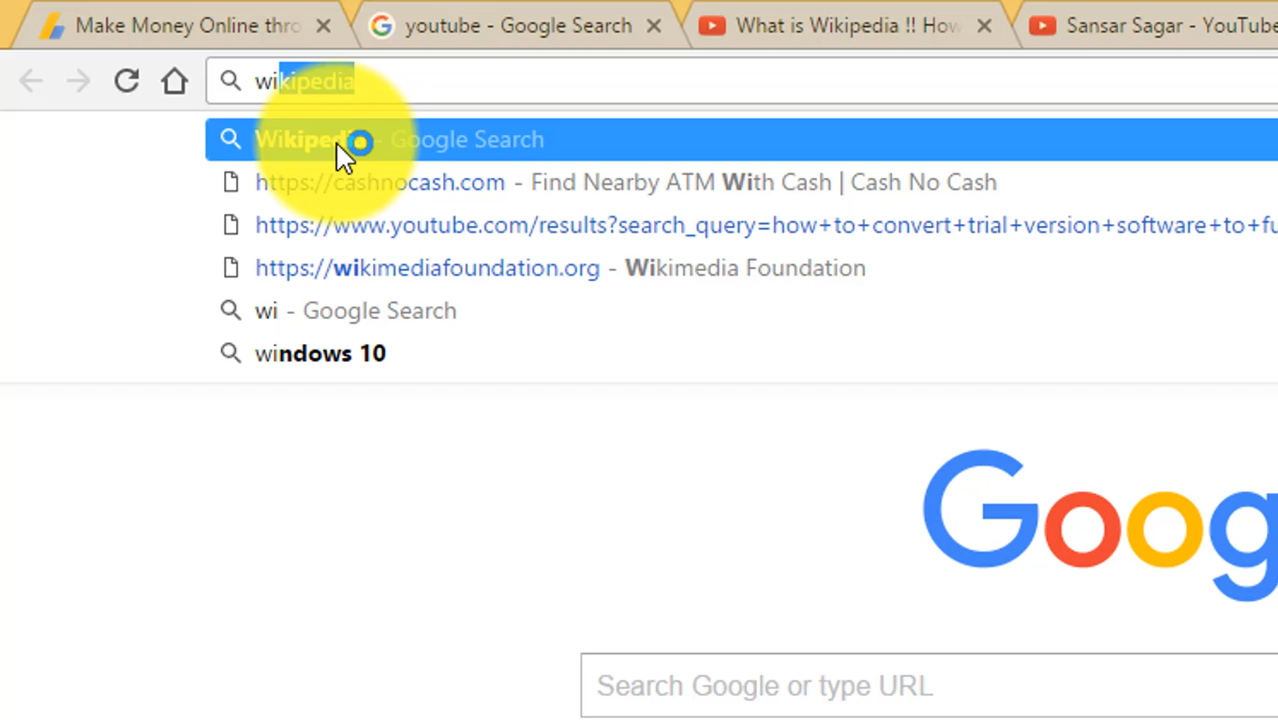 Make Money Online thro
youtube - Google Search
What is Wikipedia !! How
Sansar Sagar - YouTube
wikipedia
Wikipedia - Google Search
https://cashnocash.com - Find Nearby ATM With Cash | Cash No Cash
https://www.youtube.com/results?search_query=how+to+convert+trial+version+software+to+fu
https://wikimediafoundation.org - Wikimedia Foundation
wi - Google Search
windows 10
Goog
Search Google or type URL